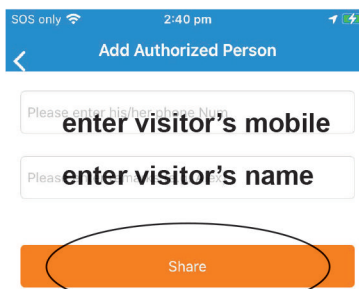 SOS only
2:40 pm
Add Authorized Person
Please enter his/her phone Num
enter visitor's mobile
enter visitor's name
Share